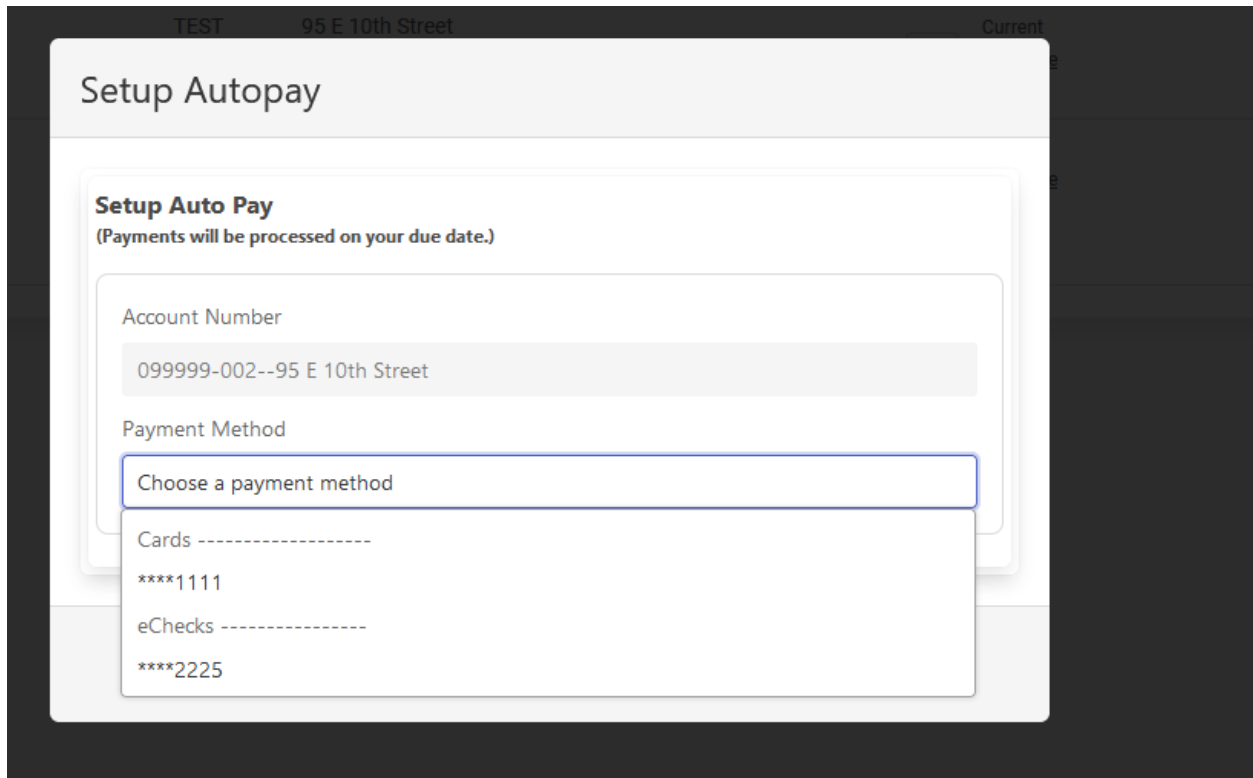 TEST 95 E 10th Street Current
e
Setup Autopay
e
Setup Auto Pay
(Payments will be processed on your due date.)
Account Number
099999-002--95 E 10th Street
Payment Method
Choose a payment method
Cards -------------------
****1111
eChecks ----------------
****2225